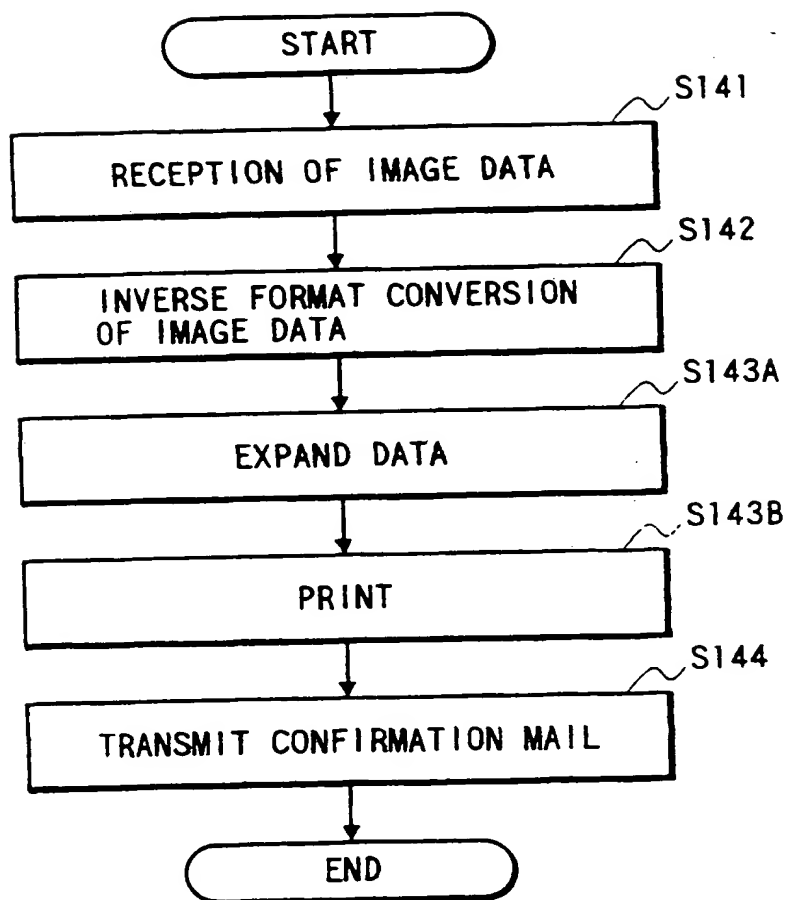 START
S141
RECEPTION OF IMAGE DATA
S142
INVERSE FORMAT CONVERSION
OF IMAGE DATA
S143A
EXPAND DATA
S143B
PRINT
S144
TRANSMIT CONFIRMATION MAIL
END